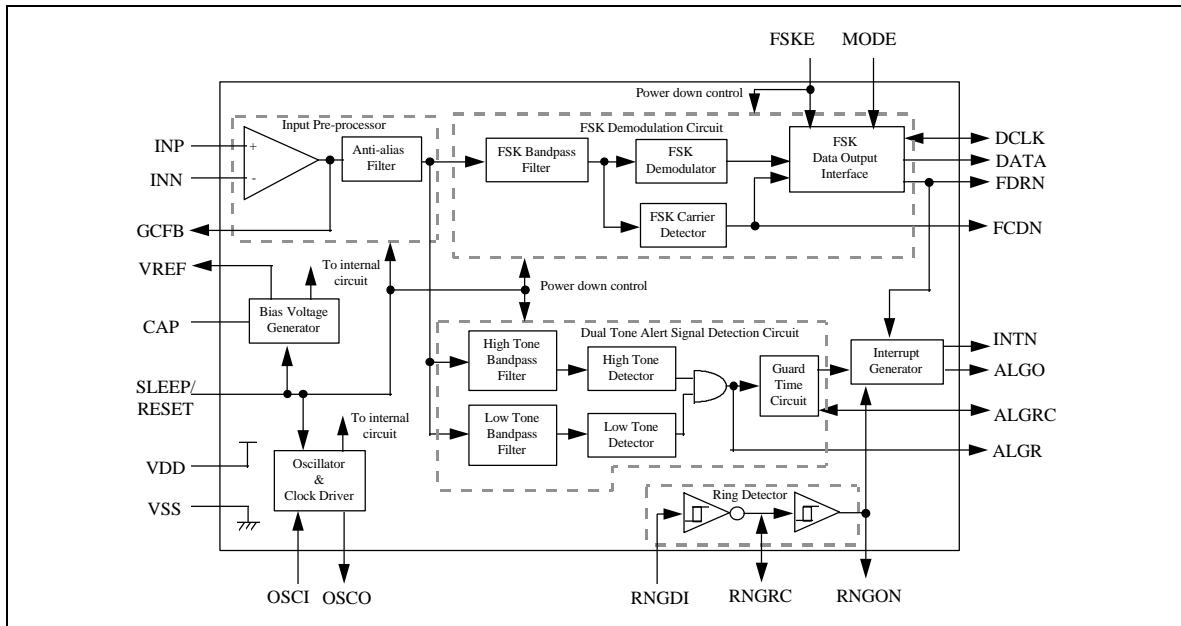 FSKE
MODE
Power down control
Input Pre-processor
FSK Demodulation Circuit
INP
INN
+
-
Anti-alias
Filter
FSK Bandpass
Filter
FSK
Demodulator
FSK
Data Output
Interface
DCLK
DATA
FDRN
FSK Carrier
Detector
GCFB
FCDN
VREF
To internal
circuit
Power down control
Bias Voltage
Generator
CAP
Dual Tone Alert Signal Detection Circuit
High Tone
Bandpass
Filter
High Tone
Detector
Guard
Time
Circuit
Interrupt
Generator
INTN
ALGO
SLEEP/
RESET
To internal
circuit
Low Tone
Bandpass
Filter
Low Tone
Detector
ALGRC
ALGR
VDD
Oscillator
&
Clock Driver
VSS
Ring Detector
OSCI
OSCO
RNGDI
RNGRC
RNGON